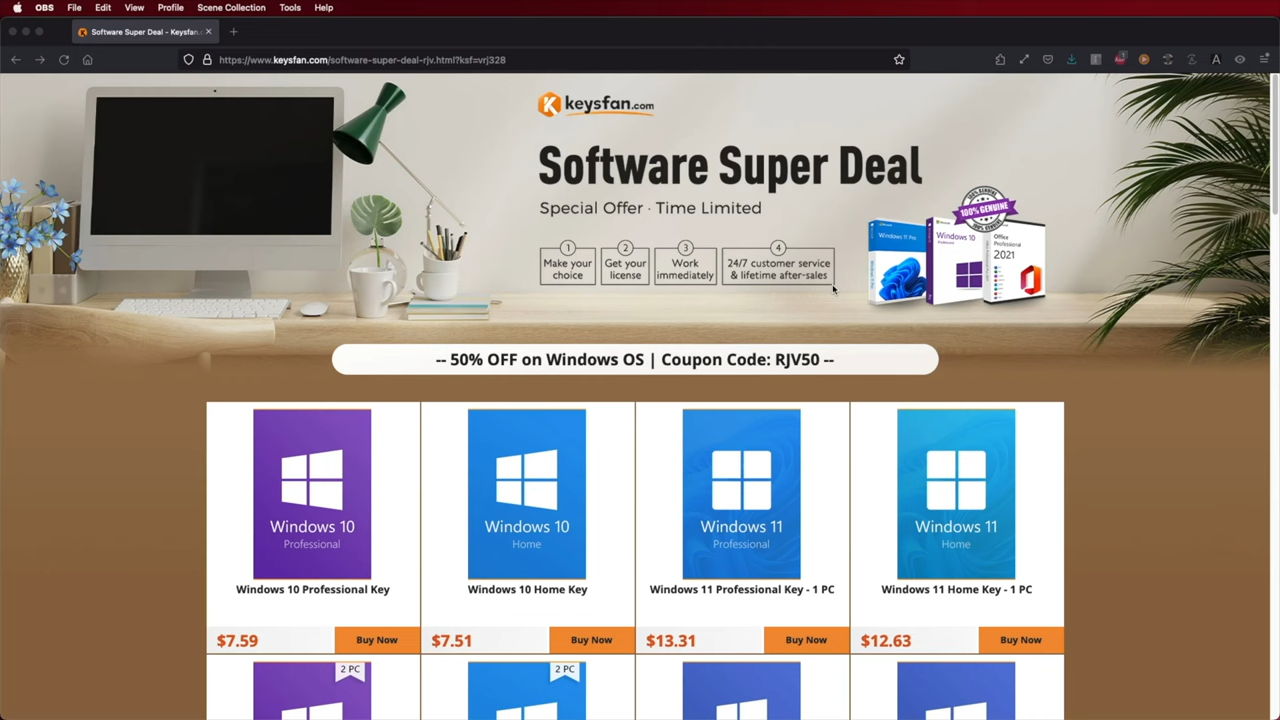 OBS File Edit View Profile Scene Collection Tools Help
Software Super Deal - Keysfan.
https://www.keysfan.com/software-super-deal-rjv.html?ksf=vrj328
keysfan.com
Software Super Deal
Special Offer · Time Limited
1 Make your choice
2 Get your license
3 Work immediately
4 24/7 customer service & lifetime after-sales
100% GENUINE
Windows 11 Pro
Windows 10
Office
Professional
2021
-- 50% OFF on Windows OS | Coupon Code: RJV50 --
Windows 10
Professional
Windows 10
Home
Windows 11
Professional
Windows 11
Home
Windows 10 Professional Key
Windows 10 Home Key
Windows 11 Professional Key - 1 PC
Windows 11 Home Key - 1 PC
$7.59 Buy Now
$7.51 Buy Now
$13.31 Buy Now
$12.63 Buy Now
2 PC
2 PC